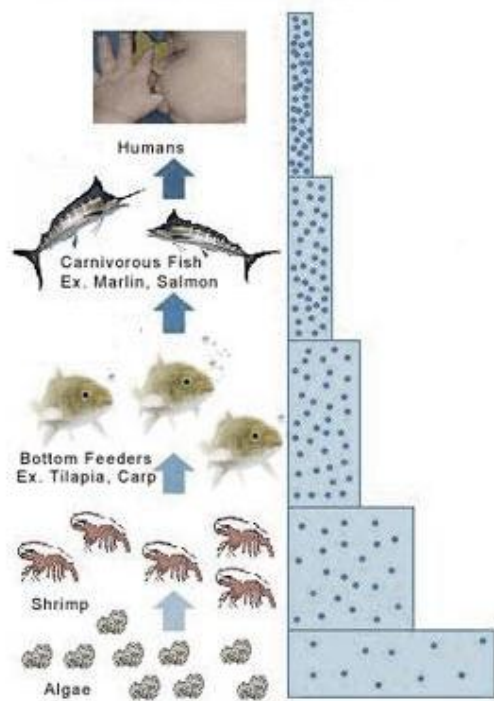 Humans
Carnivorous Fish
Ex. Marlin, Salmon
Bottom Feeders
Ex. Tilapia, Carp
Shrimp
Algae